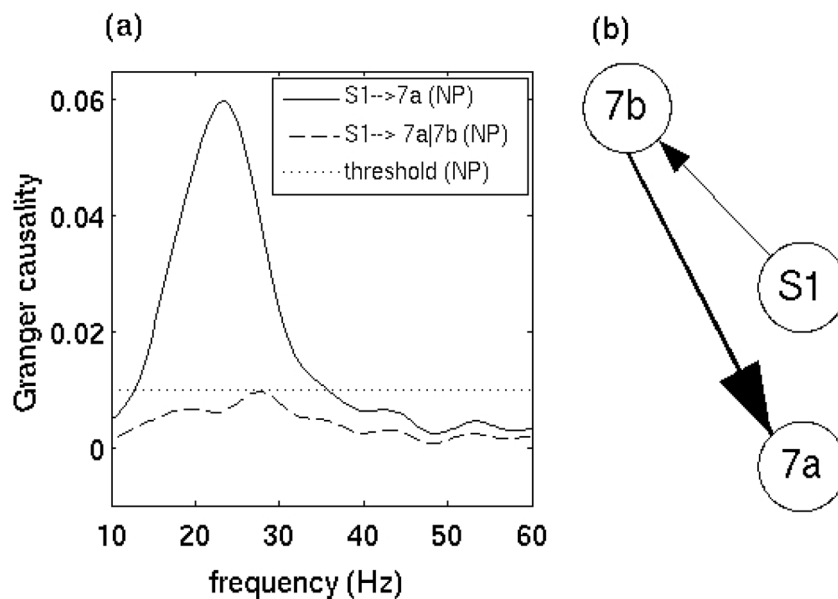 (a)
Granger causality
0.06
0.04
0.02
0
10 20 30 40 50 60
frequency (Hz)
S1-->7a (NP)
S1--> 7a|7b (NP)
threshold (NP)
(b)
7b
S1
7a